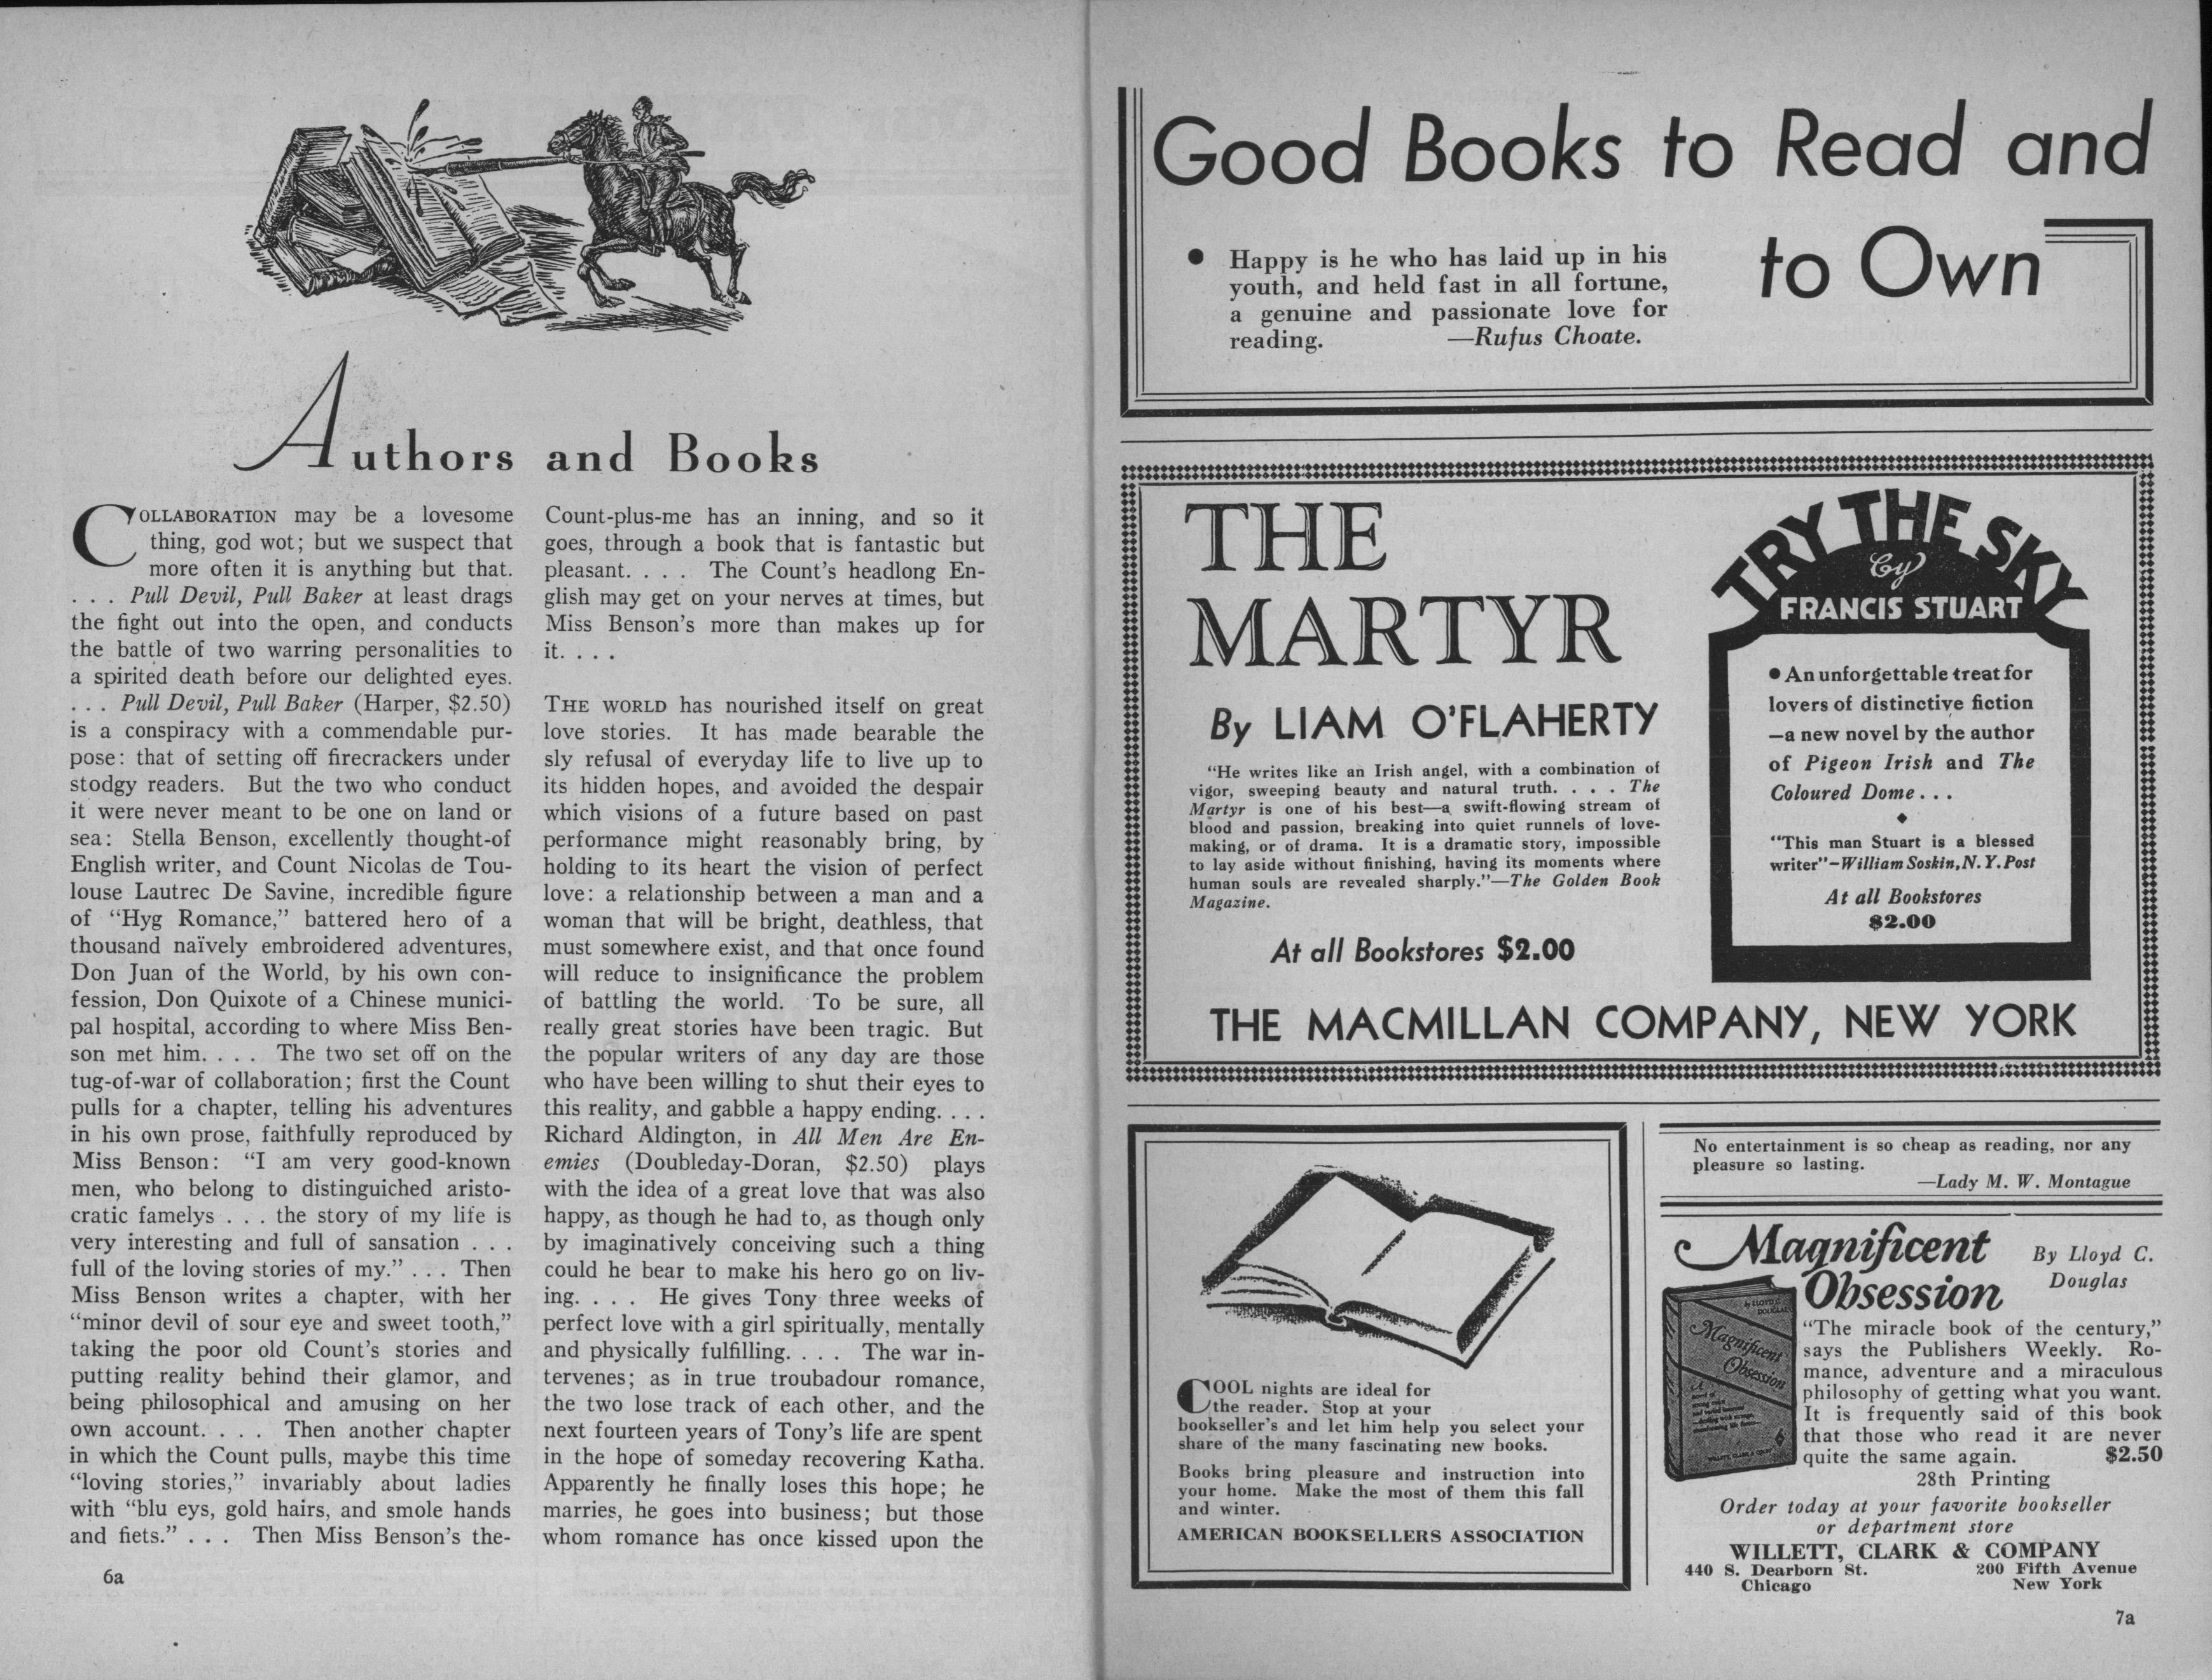 Authors and Books
COLLABORATION may be a lovesome
thing, god wot; but we suspect that
more often it is anything but that.
. . . Pull Devil, Pull Baker at least drags
the fight out into the open, and conducts
the battle of two warring personalities to
a spirited death before our delighted eyes.
. . . Pull Devil, Pull Baker (Harper, $2.50)
is a conspiracy with a commendable pur-
pose: that of setting off firecrackers under
stodgy readers. But the two who conduct
it were never meant to be one on land or
sea: Stella Benson, excellently thought-of
English writer, and Count Nicolas de Tou-
louse Lautrec De Savine, incredible figure
of "Hyg Romance," battered hero of a
thousand naïvely embroidered adventures,
Don Juan of the World, by his own con-
fession, Don Quixote of a Chinese munici-
pal hospital, according to where Miss Ben-
son met him. . . . The two set off on the
tug-of-war of collaboration; first the Count
pulls for a chapter, telling his adventures
in his own prose, faithfully reproduced by
Miss Benson: "I am very good-known
men, who belong to distinguiched aristo-
cratic famelys . . . the story of my life is
very interesting and full of sansation . . .
full of the loving stories of my." . . . Then
Miss Benson writes a chapter, with her
"minor devil of sour eye and sweet tooth,"
taking the poor old Count's stories and
putting reality behind their glamor, and
being philosophical and amusing on her
own account. . . . Then another chapter
in which the Count pulls, maybe this time
"loving stories," invariably about ladies
with "blu eys, gold hairs, and smole hands
and fiets." . . . Then Miss Benson's the-
6a
Count-plus-me has an inning, and so it
goes, through a book that is fantastic but
pleasant. . . . The Count's headlong En-
glish may get on your nerves at times, but
Miss Benson's more than makes up for
it. . . .
THE WORLD has nourished itself on great
love stories. It has made bearable the
sly refusal of everyday life to live up to
its hidden hopes, and avoided the despair
which visions of a future based on past
performance might reasonably bring, by
holding to its heart the vision of perfect
love: a relationship between a man and a
woman that will be bright, deathless, that
must somewhere exist, and that once found
will reduce to insignificance the problem
of battling the world. To be sure, all
really great stories have been tragic. But
the popular writers of any day are those
who have been willing to shut their eyes to
this reality, and gabble a happy ending. . . .
Richard Aldington, in All Men Are En-
emies (Doubleday-Doran, $2.50) plays
with the idea of a great love that was also
happy, as though he had to, as though only
by imaginatively conceiving such a thing
could he bear to make his hero go on liv-
ing. . . . He gives Tony three weeks of
perfect love with a girl spiritually, mentally
and physically fulfilling. . . . The war in-
tervenes; as in true troubadour romance,
the two lose track of each other, and the
next fourteen years of Tony's life are spent
in the hope of someday recovering Katha.
Apparently he finally loses this hope; he
marries, he goes into business; but those
whom romance has once kissed upon the
Good Books to Read and
to Own
• Happy is he who has laid up in his
youth, and held fast in all fortune,
a genuine and passionate love for
reading. —Rufus Choate.
THE
MARTYR
By LIAM O'FLAHERTY
"He writes like an Irish angel, with a combination of
vigor, sweeping beauty and natural truth. . . . The
Martyr is one of his best—a swift-flowing stream of
blood and passion, breaking into quiet runnels of love-
making, or of drama. It is a dramatic story, impossible
to lay aside without finishing, having its moments where
human souls are revealed sharply."—The Golden Book
Magazine.
At all Bookstores $2.00
TRY THE SKY
by
FRANCIS STUART
• An unforgettable treat for
lovers of distinctive fiction
—a new novel by the author
of Pigeon Irish and The
Coloured Dome . . .
"This man Stuart is a blessed
writer"—William Soskin, N. Y. Post
At all Bookstores
$2.00
THE MACMILLAN COMPANY, NEW YORK
COOL nights are ideal for
the reader. Stop at your
bookseller's and let him help you select your
share of the many fascinating new books.
Books bring pleasure and instruction into
your home. Make the most of them this fall
and winter.
AMERICAN BOOKSELLERS ASSOCIATION
No entertainment is so cheap as reading, nor any
pleasure so lasting.
—Lady M. W. Montague
Magnificent
Obsession
By Lloyd C.
Douglas
by LLOYD C.
DOUGLAS
Magnificent
Obsession
"The miracle book of the century,"
says the Publishers Weekly. Ro-
mance, adventure and a miraculous
philosophy of getting what you want.
It is frequently said of this book
that those who read it are never
quite the same again. $2.50
28th Printing
Order today at your favorite bookseller
or department store
WILLETT, CLARK & COMPANY
440 S. Dearborn St. 200 Fifth Avenue
Chicago New York
7a